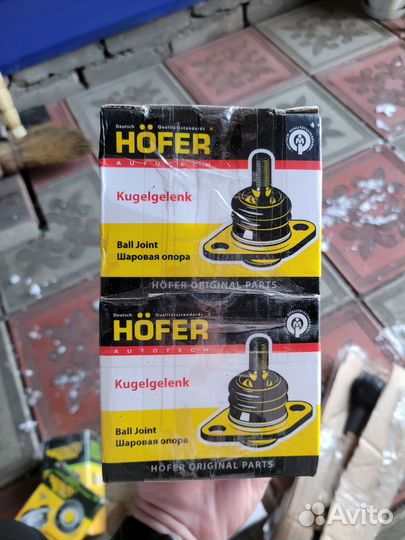 Deutsch Qualitätsstandards
HÖFER
AUTOTECH
Kugelgelenk
Ball Joint
Шаровая опора
HÖFER ORIGINAL PARTS
Deutsch Qualitätsstandards
HÖFER
AUTOTECH
Kugelgelenk
Ball Joint
Шаровая опора
HÖFER ORIGINAL PARTS
Avito